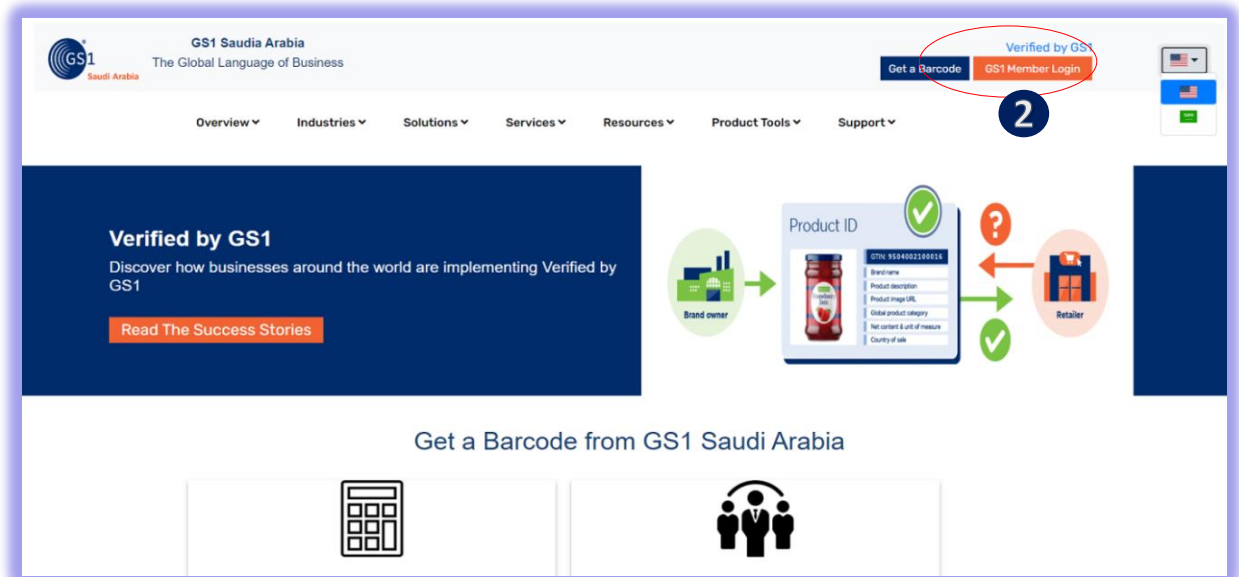 GS1
Saudi Arabia
GS1 Saudia Arabia
The Global Language of Business
Verified by GS1
Get a Barcode
GS1 Member Login
2
Overview
Industries
Solutions
Services
Resources
Product Tools
Support
Verified by GS1
Discover how businesses around the world are implementing Verified by
GS1
Read The Success Stories
Brand owner
Product ID
GTIN: 9504002100016
Brand name
Product description
Product image URL
Global product category
Net content & unit of measure
Country of sale
?
Retailer
Get a Barcode from GS1 Saudi Arabia